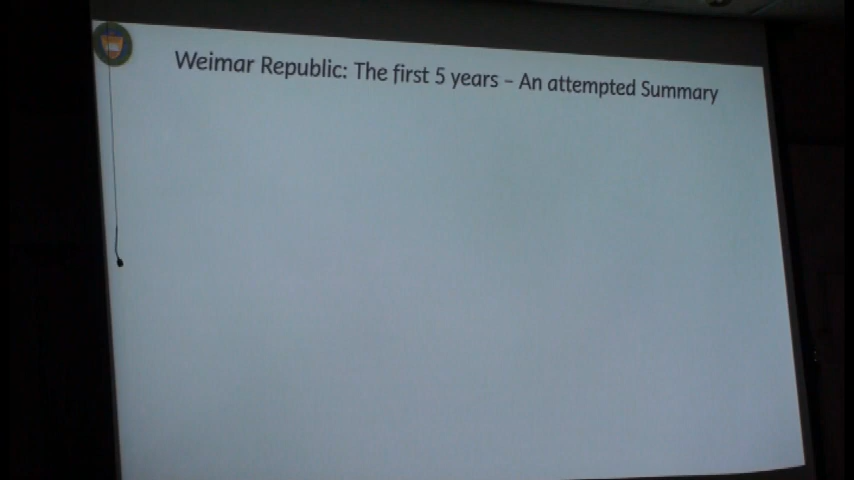 Weimar Republic: The first 5 years – An attempted Summary